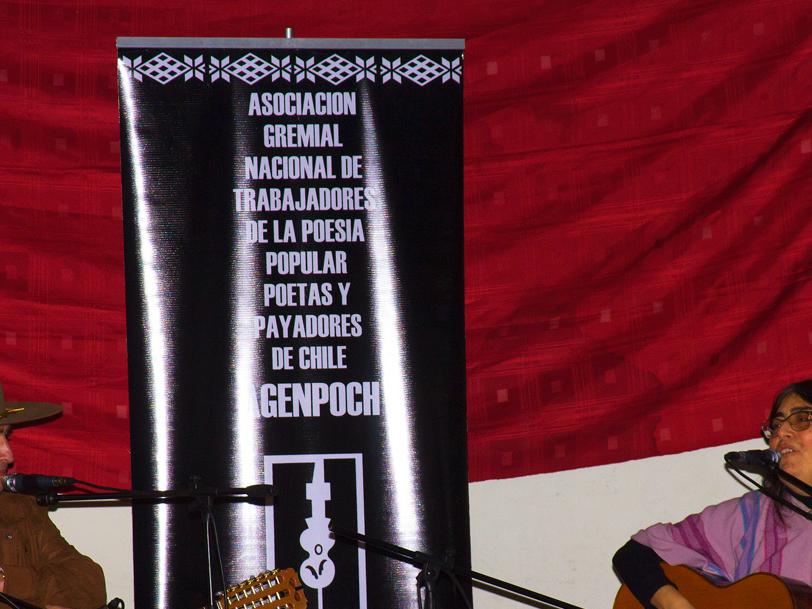 ASOCIACION
GREMIAL
NACIONAL DE
TRABAJADORES
DE LA POESIA
POPULAR
POETAS Y
PAYADORES
DE CHILE
AGENPOCH